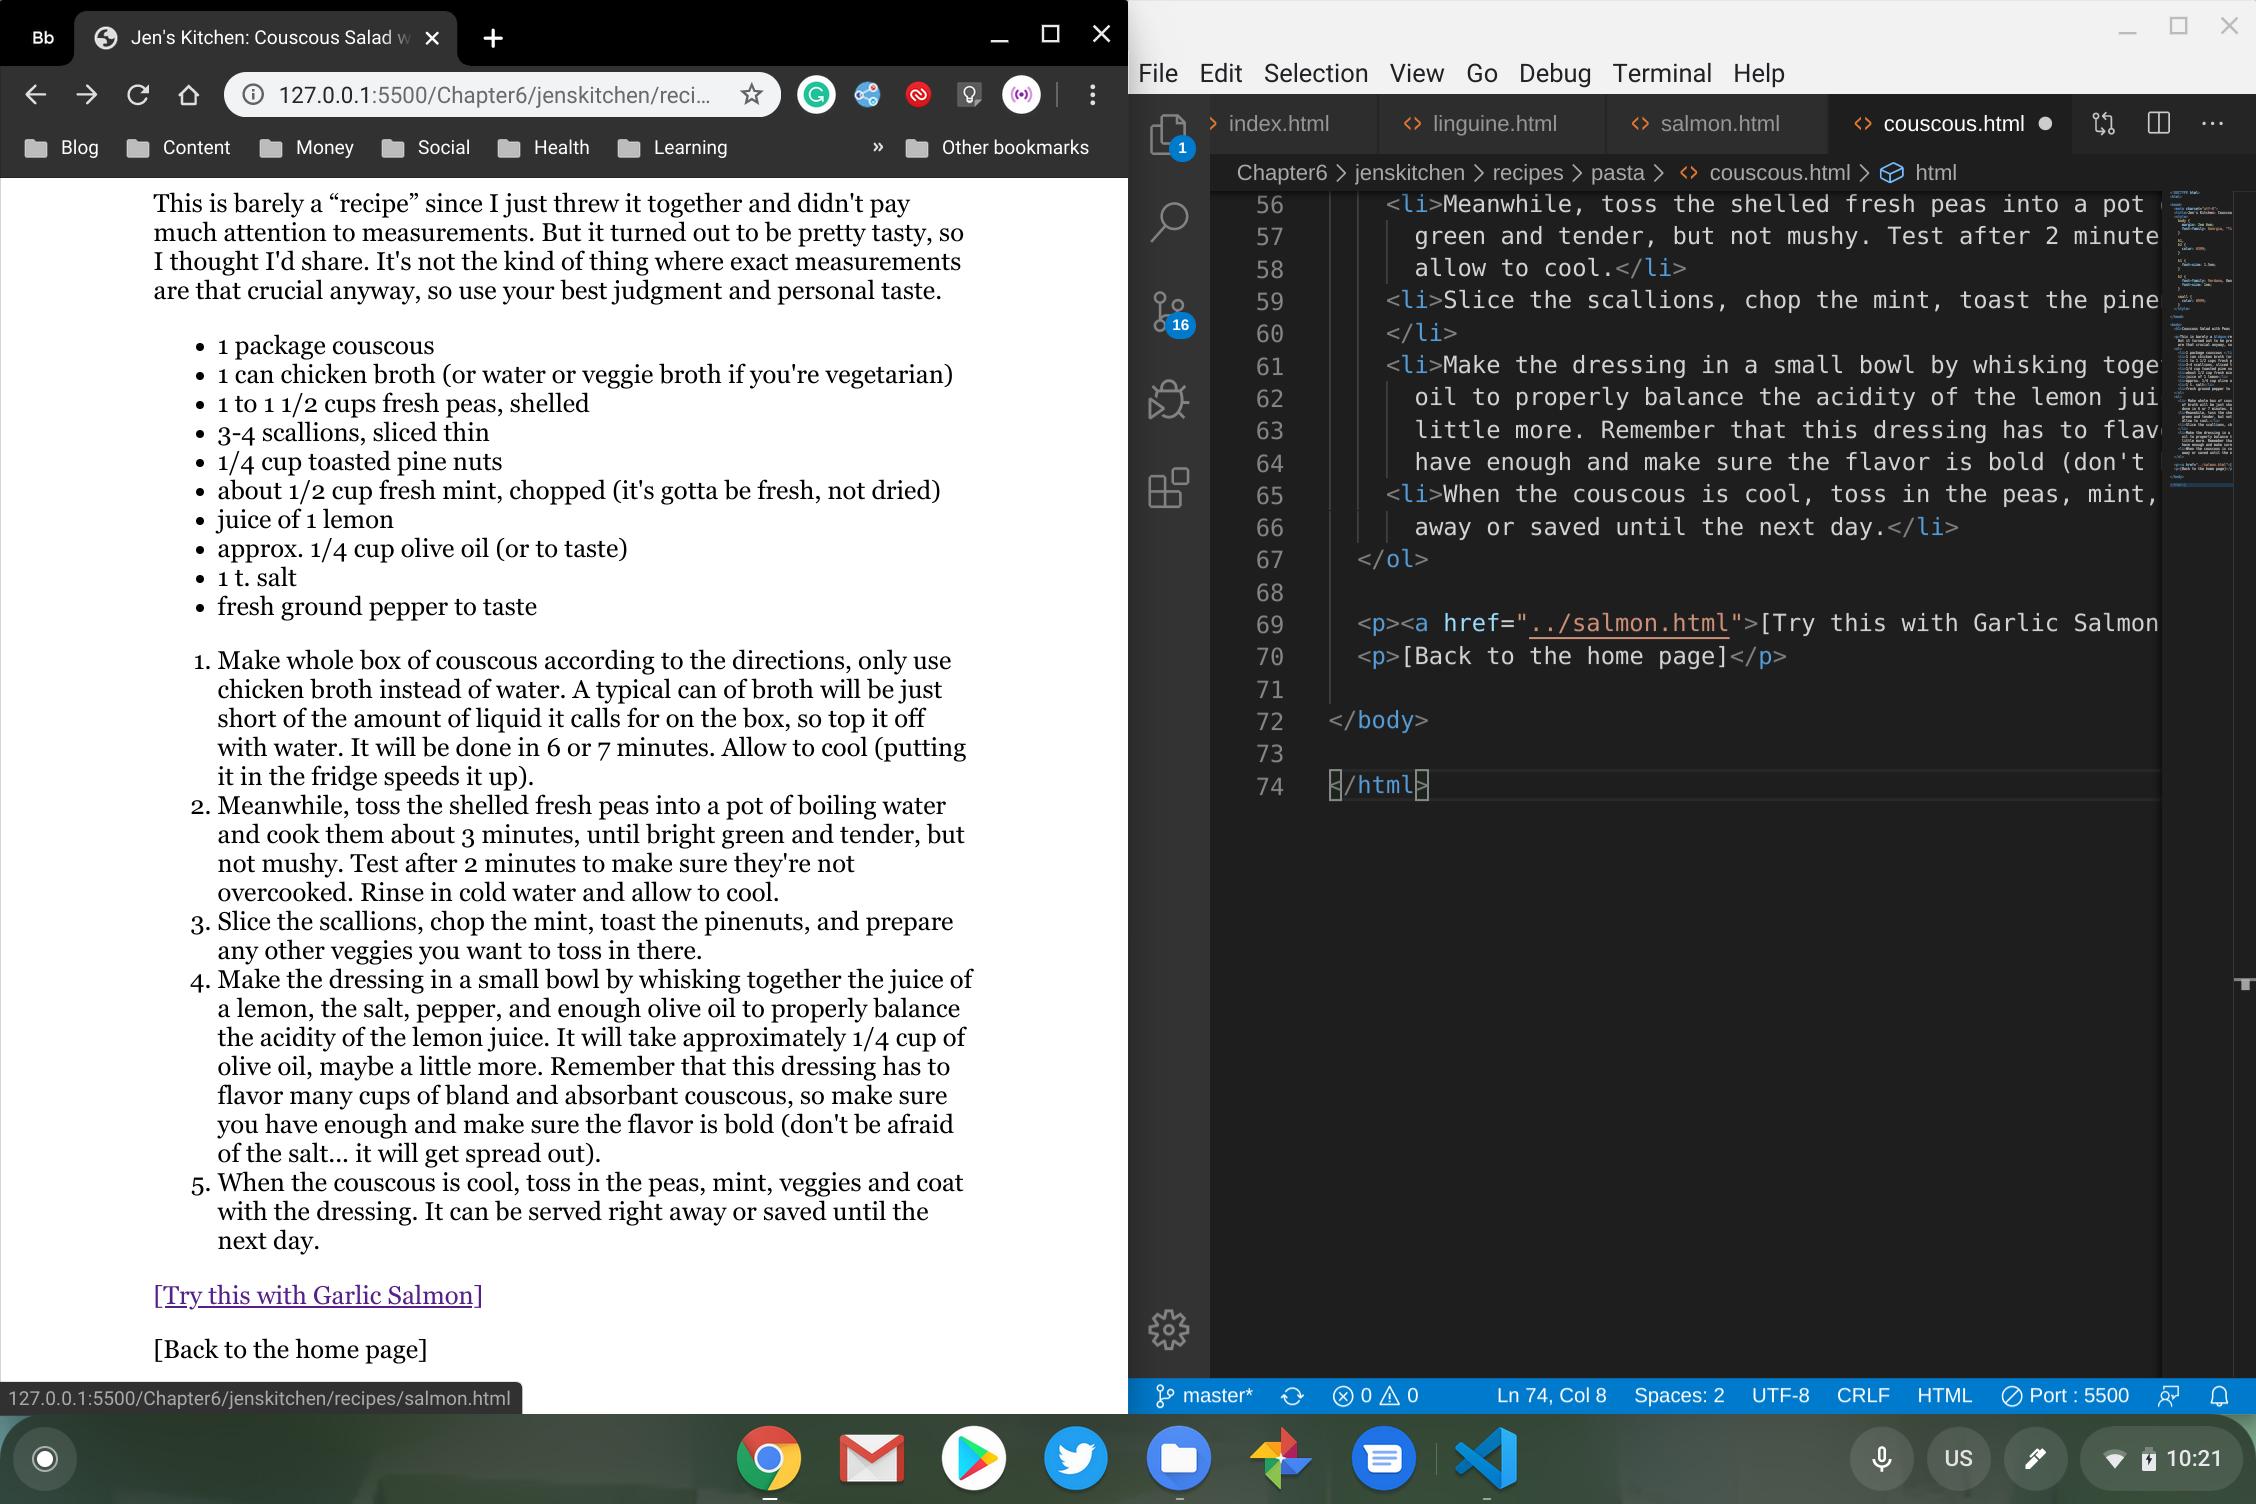 Bb
Jen's Kitchen: Couscous Salad w
127.0.0.1:5500/Chapter6/jenskitchen/reci...
Blog Content Money Social Health Learning » Other bookmarks
This is barely a “recipe” since I just threw it together and didn't pay
much attention to measurements. But it turned out to be pretty tasty, so
I thought I'd share. It's not the kind of thing where exact measurements
are that crucial anyway, so use your best judgment and personal taste.
• 1 package couscous
• 1 can chicken broth (or water or veggie broth if you're vegetarian)
• 1 to 1 1/2 cups fresh peas, shelled
• 3-4 scallions, sliced thin
• 1/4 cup toasted pine nuts
• about 1/2 cup fresh mint, chopped (it's gotta be fresh, not dried)
• juice of 1 lemon
• approx. 1/4 cup olive oil (or to taste)
• 1 t. salt
• fresh ground pepper to taste
1. Make whole box of couscous according to the directions, only use
chicken broth instead of water. A typical can of broth will be just
short of the amount of liquid it calls for on the box, so top it off
with water. It will be done in 6 or 7 minutes. Allow to cool (putting
it in the fridge speeds it up).
2. Meanwhile, toss the shelled fresh peas into a pot of boiling water
and cook them about 3 minutes, until bright green and tender, but
not mushy. Test after 2 minutes to make sure they're not
overcooked. Rinse in cold water and allow to cool.
3. Slice the scallions, chop the mint, toast the pinenuts, and prepare
any other veggies you want to toss in there.
4. Make the dressing in a small bowl by whisking together the juice of
a lemon, the salt, pepper, and enough olive oil to properly balance
the acidity of the lemon juice. It will take approximately 1/4 cup of
olive oil, maybe a little more. Remember that this dressing has to
flavor many cups of bland and absorbant couscous, so make sure
you have enough and make sure the flavor is bold (don't be afraid
of the salt... it will get spread out).
5. When the couscous is cool, toss in the peas, mint, veggies and coat
with the dressing. It can be served right away or saved until the
next day.
[Try this with Garlic Salmon]
[Back to the home page]
127.0.0.1:5500/Chapter6/jenskitchen/recipes/salmon.html
File Edit Selection View Go Debug Terminal Help
index.html linguine.html salmon.html couscous.html
Chapter6 > jenskitchen > recipes > pasta > couscous.html > html
1
16
56 <li>Meanwhile, toss the shelled fresh peas into a pot
57 green and tender, but not mushy. Test after 2 minute
58 allow to cool.</li>
59 <li>Slice the scallions, chop the mint, toast the pine
60 </li>
61 <li>Make the dressing in a small bowl by whisking toge
62 oil to properly balance the acidity of the lemon jui
63 little more. Remember that this dressing has to flav
64 have enough and make sure the flavor is bold (don't
65 <li>When the couscous is cool, toss in the peas, mint,
66 away or saved until the next day.</li>
67 </ol>
68
69 <p><a href="../salmon.html">[Try this with Garlic Salmon
70 <p>[Back to the home page]</p>
71
72 </body>
73
74 </html>
master* 0 0 Ln 74, Col 8 Spaces: 2 UTF-8 CRLF HTML Port : 5500
US 10:21